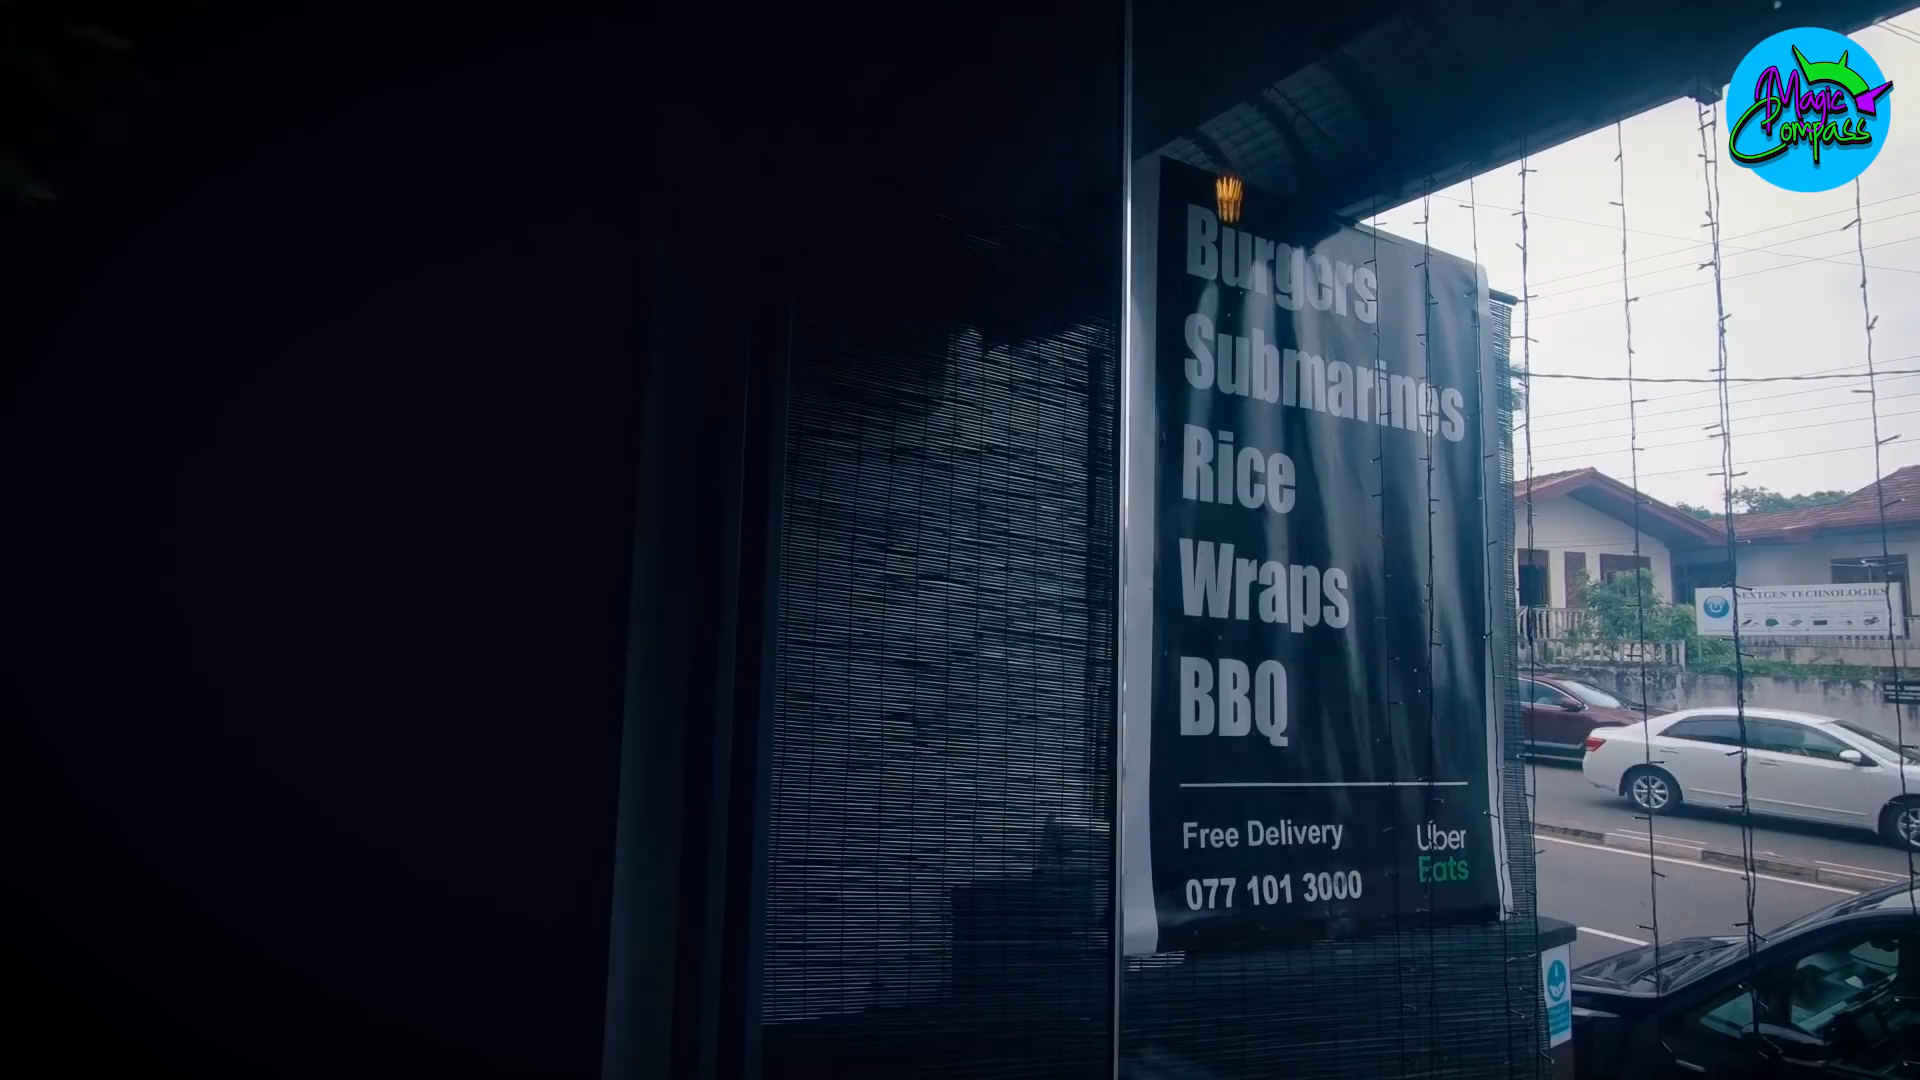 Magic
Compass
Burgers
Submarines
Rice
Wraps
BBQ
Free Delivery
077 101 3000
Uber
Eats
NEXTGEN TECHNOLOGIES